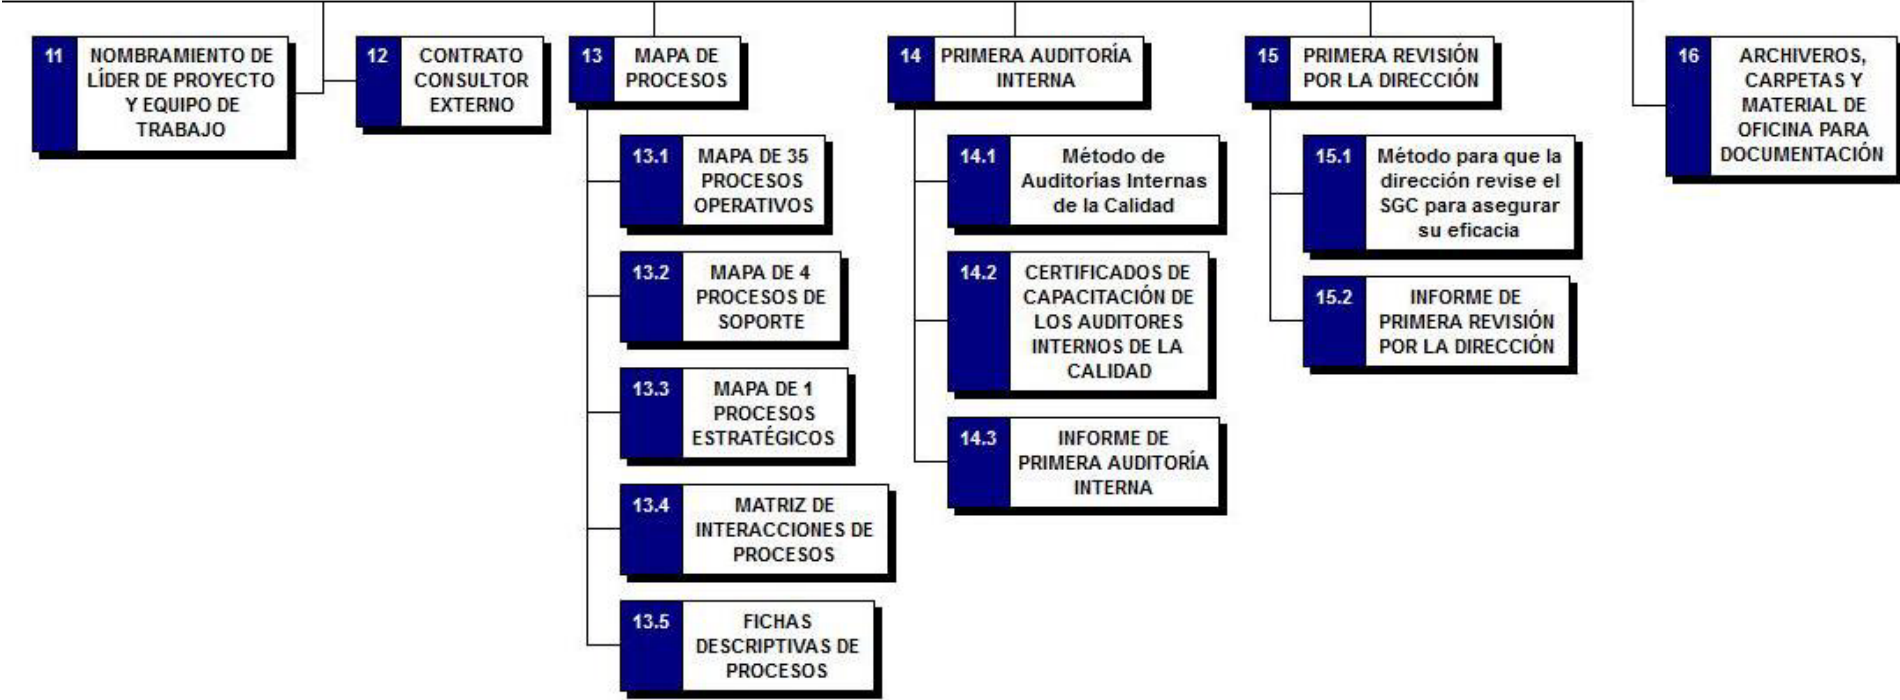 11
NOMBRAMIENTO DE
LÍDER DE PROYECTO
Y EQUIPO DE
TRABAJO
12
CONTRATO
CONSULTOR
EXTERNO
13
MAPA DE
PROCESOS
13.1
MAPA DE 35
PROCESOS
OPERATIVOS
13.2
MAPA DE 4
PROCESOS DE
SOPORTE
13.3
MAPA DE 1
PROCESOS
ESTRATÉGICOS
13.4
MATRIZ DE
INTERACCIONES DE
PROCESOS
13.5
FICHAS
DESCRIPTIVAS DE
PROCESOS
14
PRIMERA AUDITORÍA
INTERNA
14.1
Método de
Auditorías Internas
de la Calidad
14.2
CERTIFICADOS DE
CAPACITACIÓN DE
LOS AUDITORES
INTERNOS DE LA
CALIDAD
14.3
INFORME DE
PRIMERA AUDITORÍA
INTERNA
15
PRIMERA REVISIÓN
POR LA DIRECCIÓN
15.1
Método para que la
dirección revise el
SGC para asegurar
su eficacia
15.2
INFORME DE
PRIMERA REVISIÓN
POR LA DIRECCIÓN
16
ARCHIVEROS,
CARPETAS Y
MATERIAL DE
OFICINA PARA
DOCUMENTACIÓN